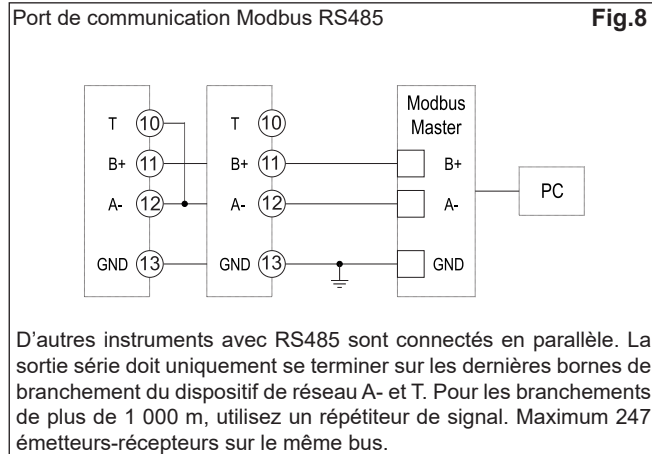 Port de communication Modbus RS485 Fig.8
Modbus
Master
T 10 T 10
B+ 11 B+ 11 B+
PC
A- 12 A- 12 A-
GND 13 GND 13 GND
D’autres instruments avec RS485 sont connectés en parallèle. La
sortie série doit uniquement se terminer sur les dernières bornes de
branchement du dispositif de réseau A- et T. Pour les branchements
de plus de 1 000 m, utilisez un répétiteur de signal. Maximum 247
émetteurs-récepteurs sur le même bus.